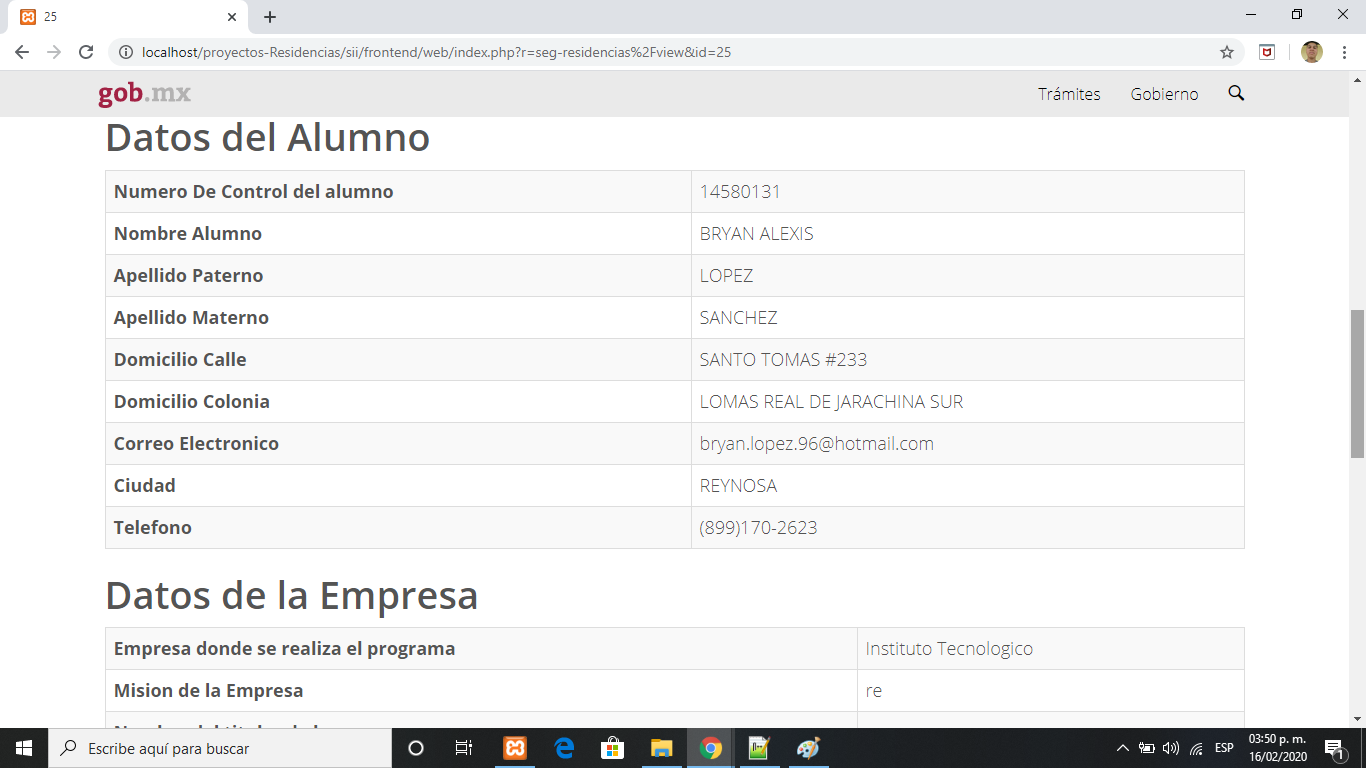 25
localhost/proyectos-Residencias/sii/frontend/web/index.php?r=seg-residencias%2Fview&id=25
gob.mx
Trámites
Gobierno
Datos del Alumno
Numero De Control del alumno 14580131
Nombre Alumno BRYAN ALEXIS
Apellido Paterno LOPEZ
Apellido Materno SANCHEZ
Domicilio Calle SANTO TOMAS #233
Domicilio Colonia LOMAS REAL DE JARACHINA SUR
Correo Electronico bryan.lopez.96@hotmail.com
Ciudad REYNOSA
Telefono (899)170-2623
Datos de la Empresa
Empresa donde se realiza el programa Instituto Tecnologico
Mision de la Empresa re
Escribe aquí para buscar
ESP
03:50 p. m.
16/02/2020
1